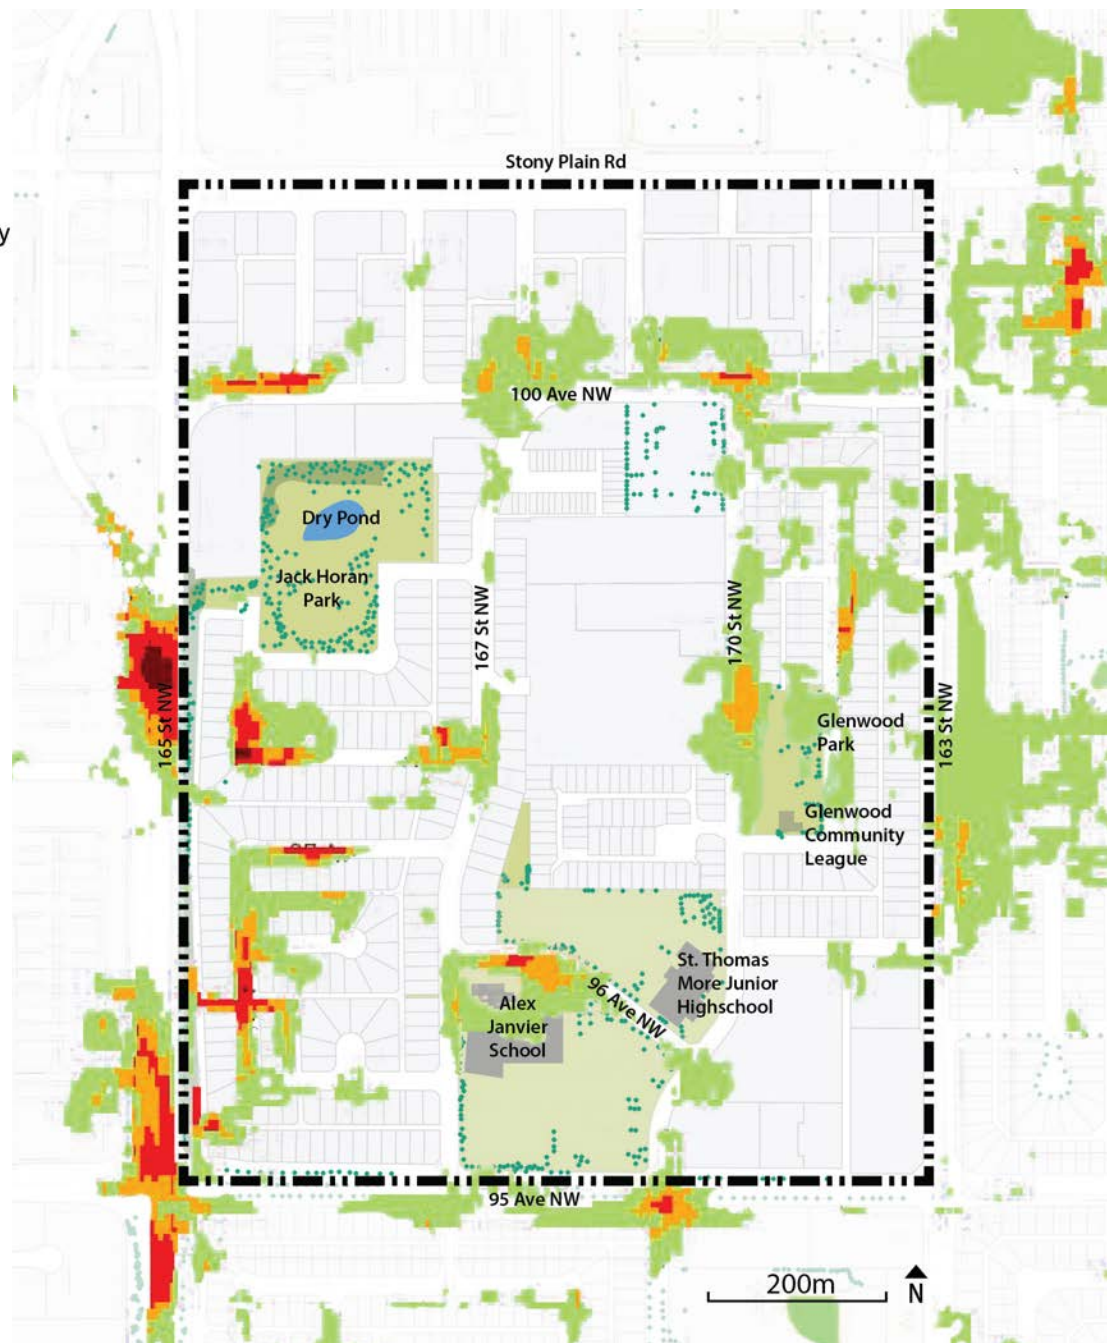 Stony Plain Rd
y
100 Ave NW
Dry Pond
Jack Horan
Park
167 St NW
170 St NW
165 St NW
163 St NW
Glenwood
Park
Glenwood
Community
League
St. Thomas
More Junior
Highschool
96 Ave NW
Alex
Janvier
School
95 Ave NW
200m
N